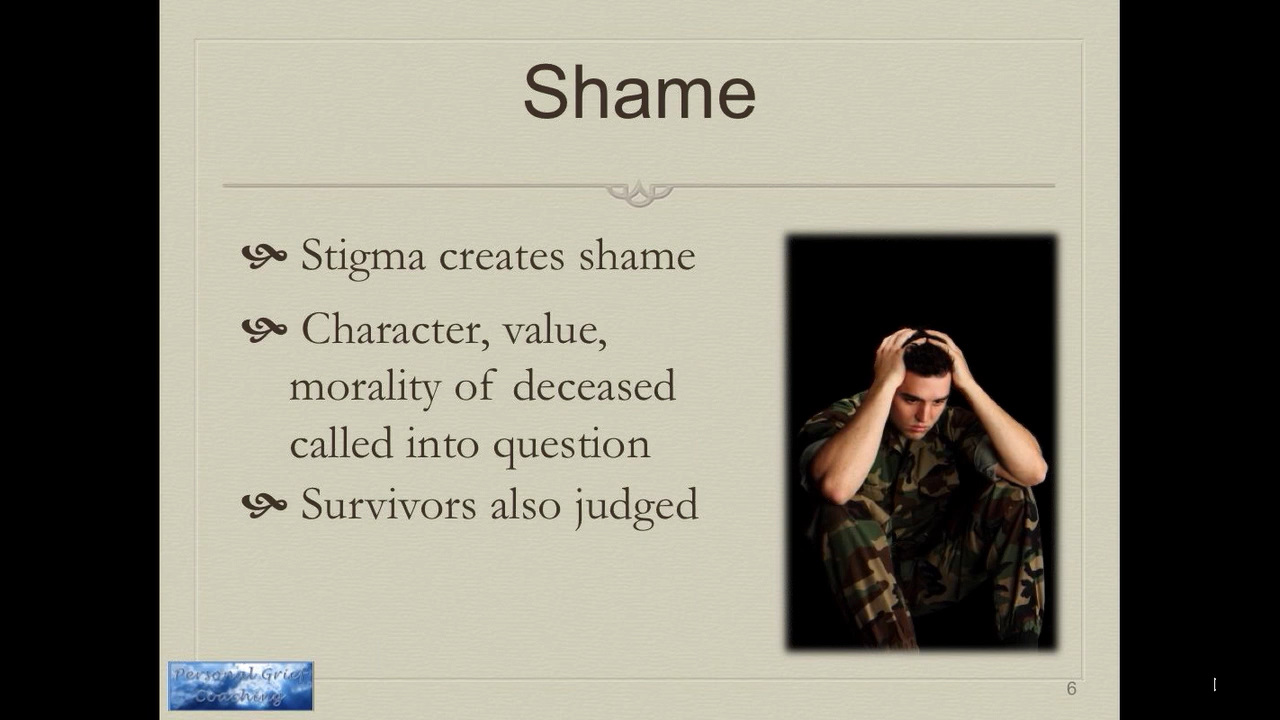 Shame
Stigma creates shame
Character, value,
morality of deceased
called into question
Survivors also judged
Personal Grief
Coaching
6